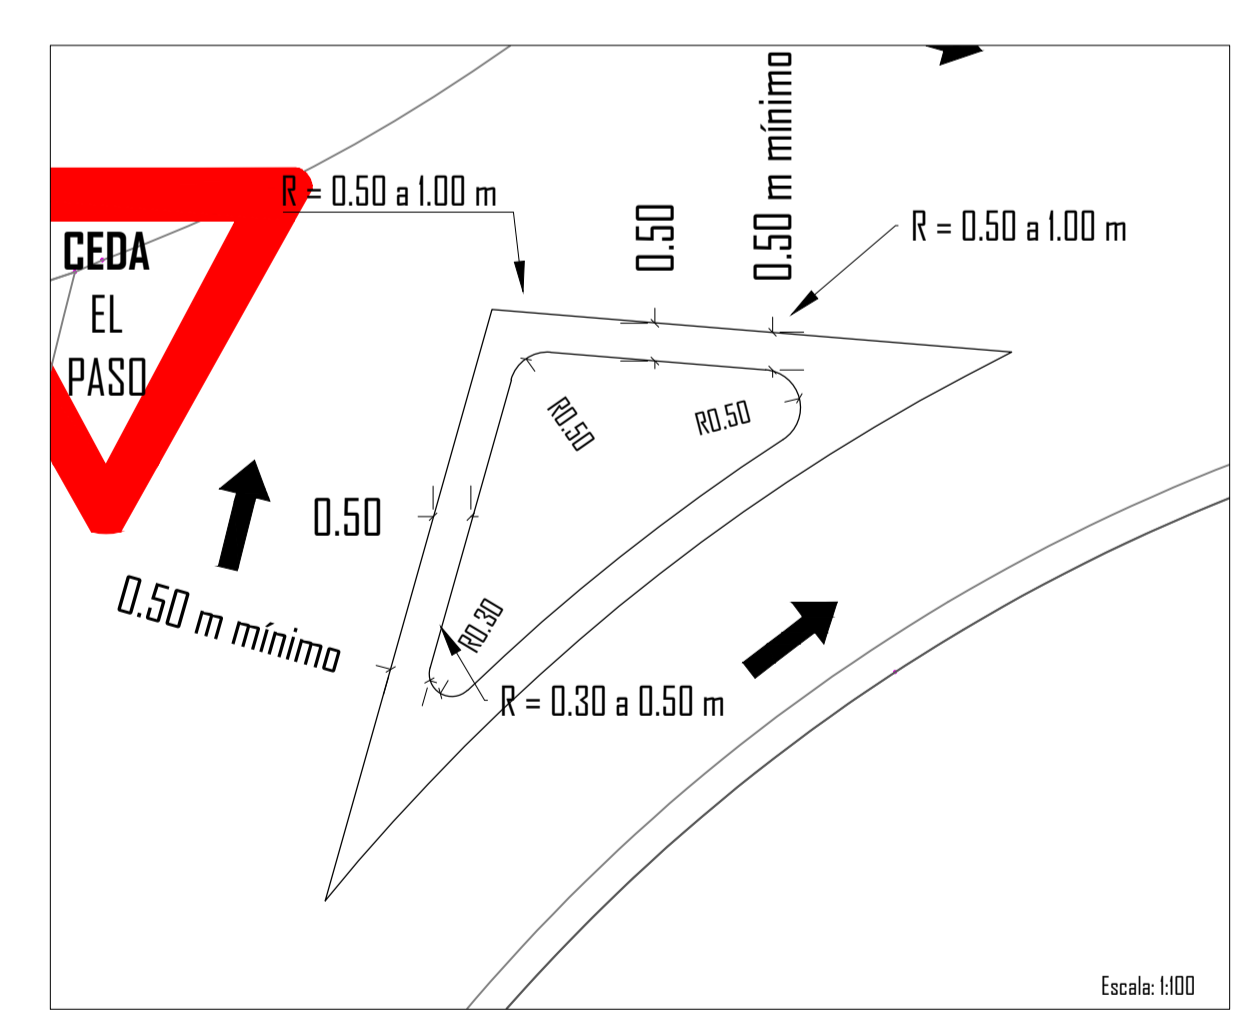 0.50 m mínimo
R = 0.50 a 1.00 m
0.50
R = 0.50 a 1.00 m
CEDA
EL
PASO
R0.50
R0.50
0.50
0.50 m mínimo
R0.30
R = 0.30 a 0.50 m
Escala: 1:100